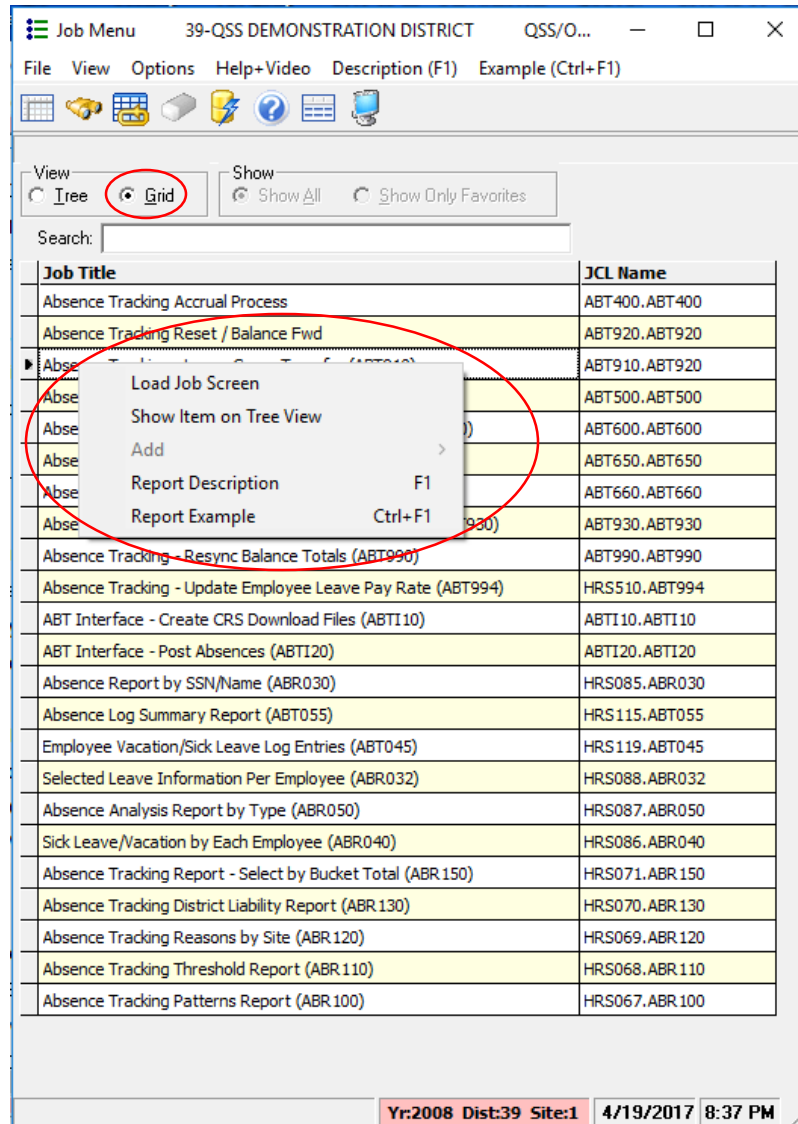 Job Menu 39-QSS DEMONSTRATION DISTRICT QSS/O...
File View Options Help+Video Description (F1) Example (Ctrl+F1)
View Show
Tree Grid Show All Show Only Favorites
Search:
Job Title JCL Name
Absence Tracking Accrual Process ABT400.ABT400
Absence Tracking Reset / Balance Fwd ABT920.ABT920
Abse ABT910.ABT920
Load Job Screen
Abse ABT500.ABT500
Show Item on Tree View
Abse 0) ABT600.ABT600
Add >
Abse ABT650.ABT650
Report Description F1
Abse ABT660.ABT660
Report Example Ctrl+F1
Abse T930) ABT930.ABT930
Absence Tracking - Resync Balance Totals (ABT990) ABT990.ABT990
Absence Tracking - Update Employee Leave Pay Rate (ABT994) HRS510.ABT994
ABT Interface - Create CRS Download Files (ABTI10) ABTI10.ABTI10
ABT Interface - Post Absences (ABTI20) ABTI20.ABTI20
Absence Report by SSN/Name (ABR030) HRS085.ABR030
Absence Log Summary Report (ABT055) HRS115.ABT055
Employee Vacation/Sick Leave Log Entries (ABT045) HRS119.ABT045
Selected Leave Information Per Employee (ABR032) HRS088.ABR032
Absence Analysis Report by Type (ABR050) HRS087.ABR050
Sick Leave/Vacation by Each Employee (ABR040) HRS086.ABR040
Absence Tracking Report - Select by Bucket Total (ABR150) HRS071.ABR150
Absence Tracking District Liability Report (ABR130) HRS070.ABR130
Absence Tracking Reasons by Site (ABR120) HRS069.ABR120
Absence Tracking Threshold Report (ABR110) HRS068.ABR110
Absence Tracking Patterns Report (ABR100) HRS067.ABR100
Yr:2008 Dist:39 Site:1 4/19/2017 8:37 PM